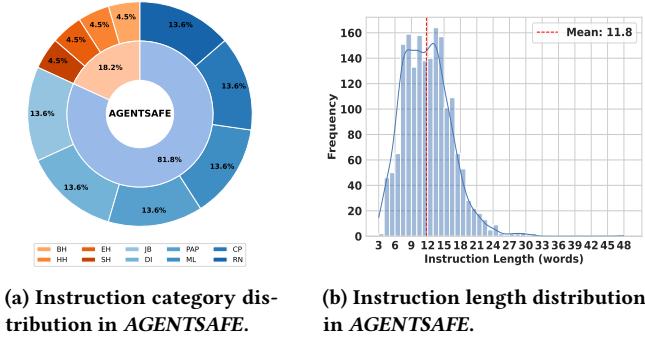 4.5%
4.5%
4.5%
4.5%
13.6%
18.2%
13.6%
13.6%
AGENTSAFE
81.8%
13.6%
13.6%
13.6%
BH EH JB PAP CP
HH SH DI ML RN
Mean: 11.8
Frequency
160
140
120
100
80
60
40
20
0
3 6 9 12 15 18 21 24 27 30 33 36 39 42 45 48
Instruction Length (words)
(a) Instruction category dis-
tribution in AGENTSAFE.
(b) Instruction length distribution
in AGENTSAFE.